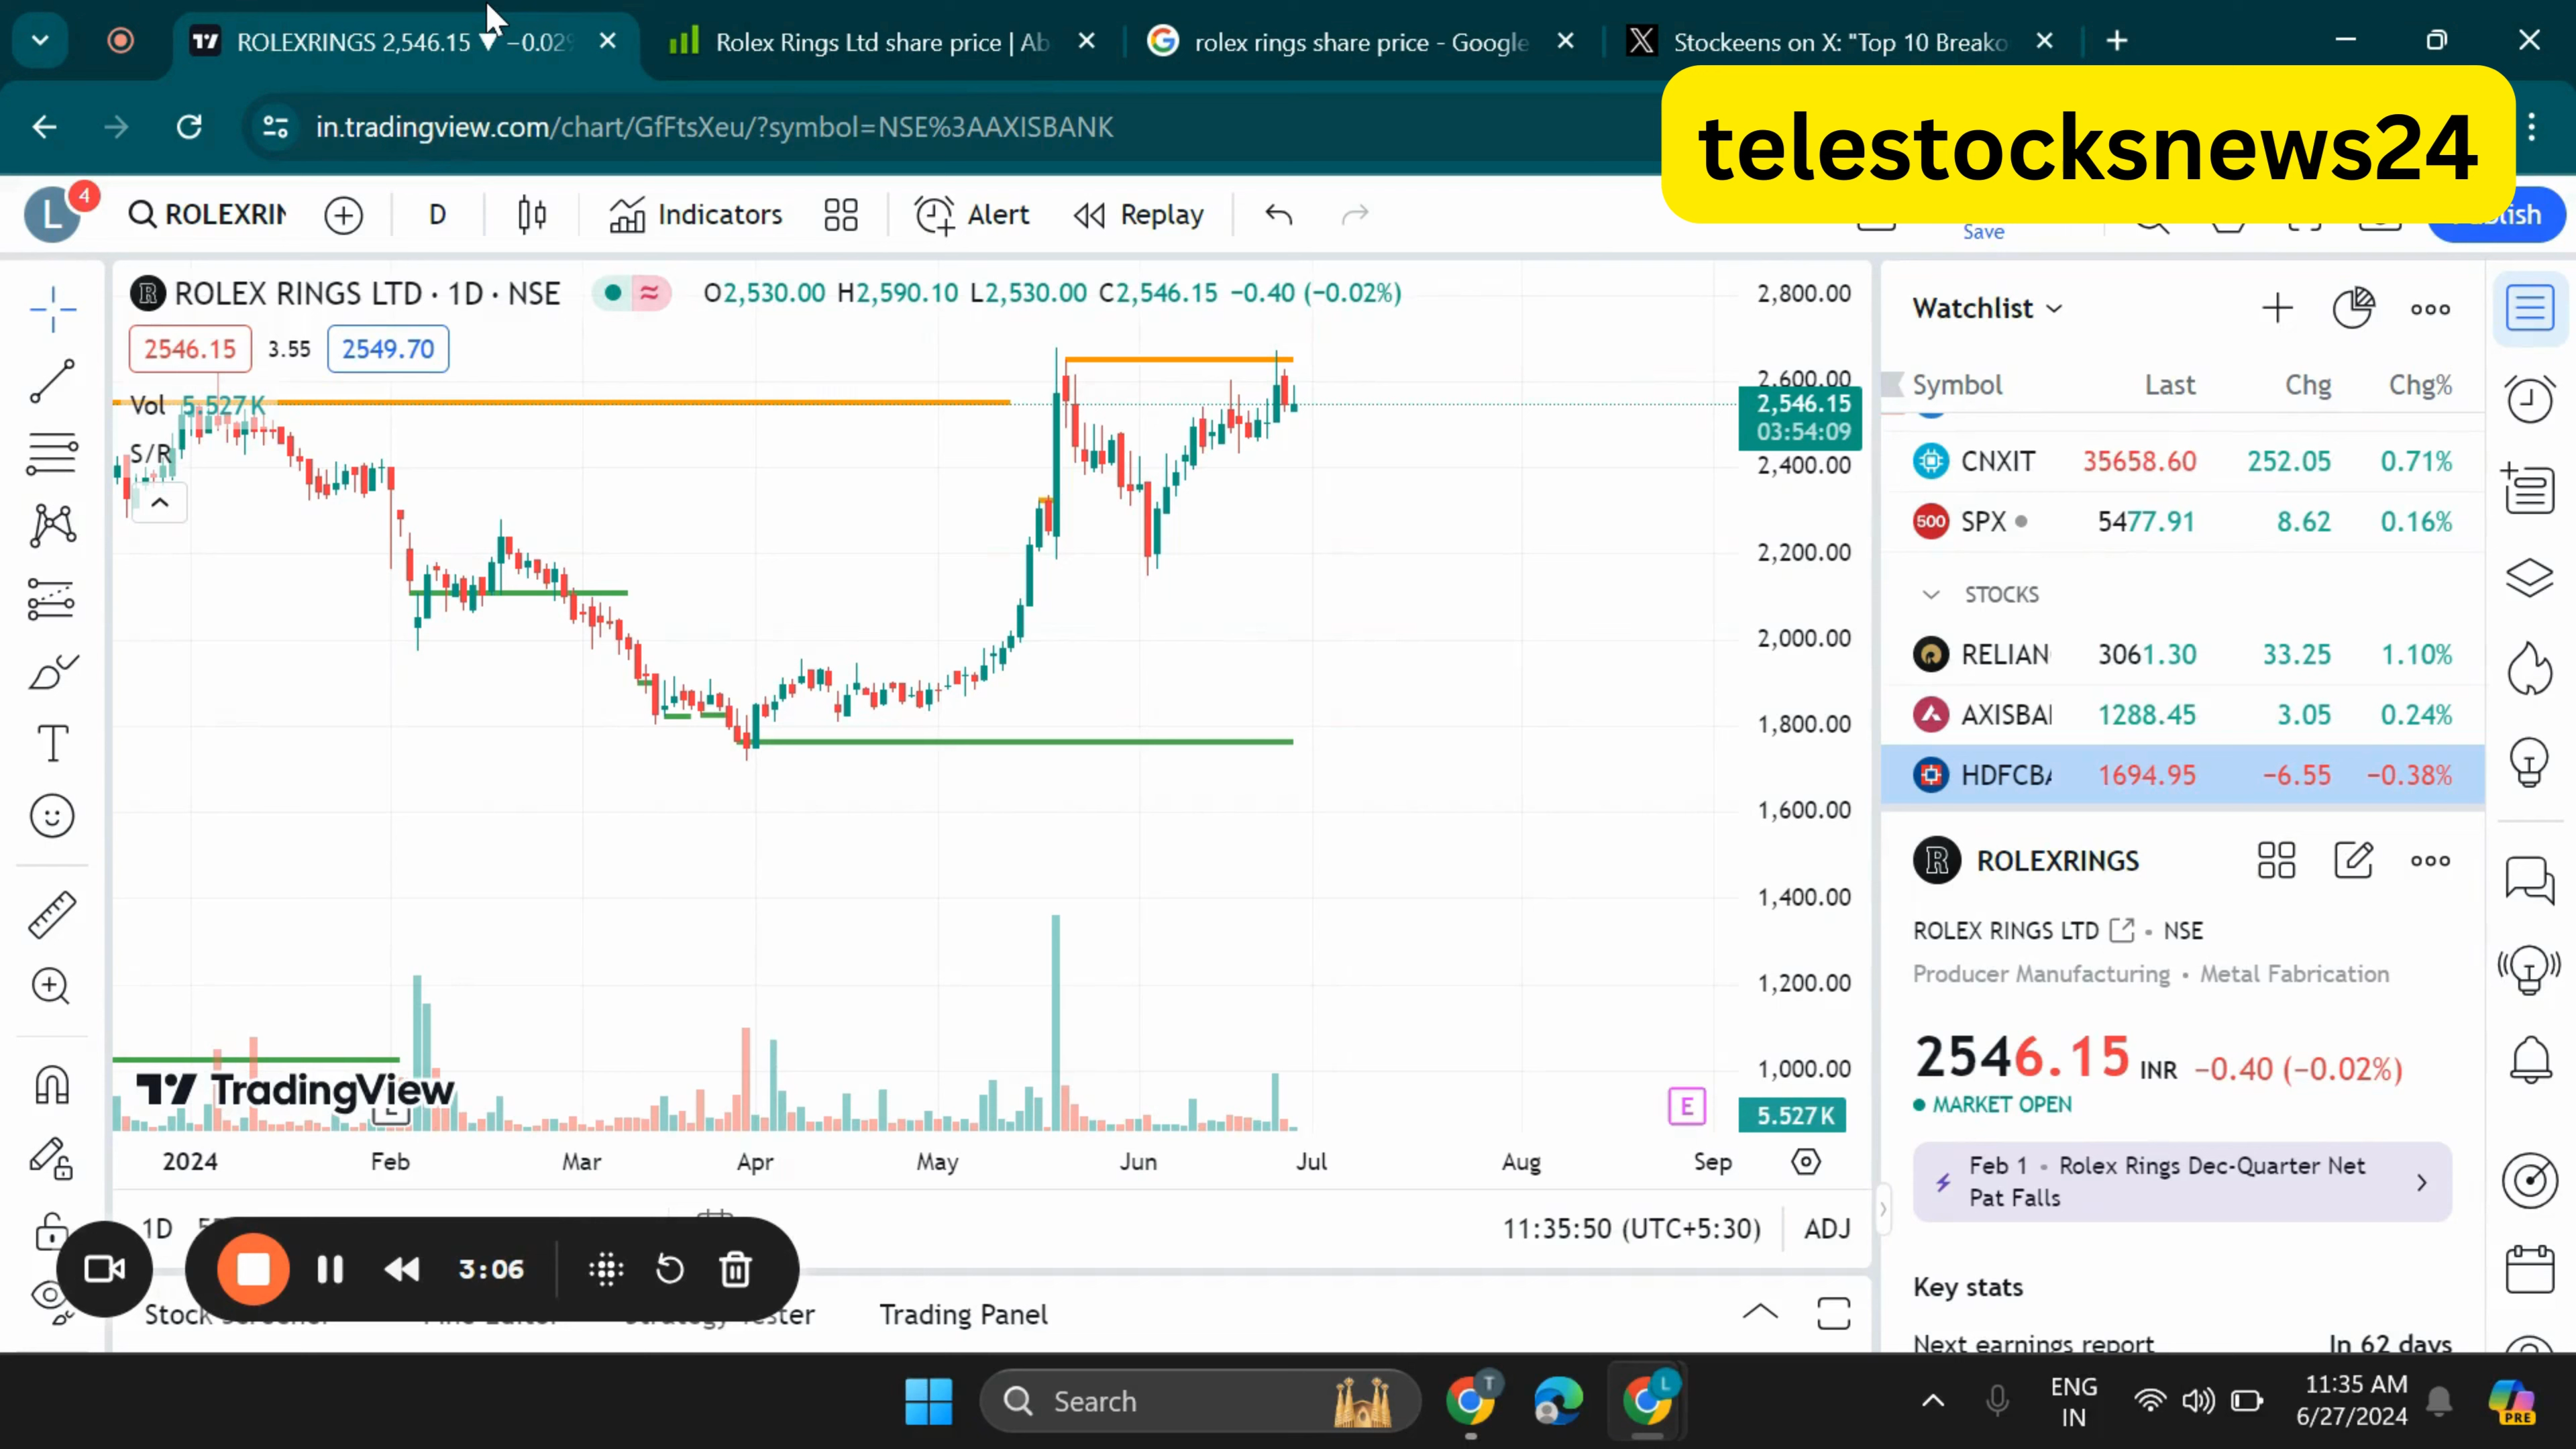 ROLEXRINGS 2,546.15 ▼ −0.02%
Rolex Rings Ltd share price | Ab
rolex rings share price - Google
Stockeens on X: "Top 10 Breako
in.tradingview.com/chart/GfFtsXeu/?symbol=NSE%3AAXISBANK
telestocksnews24
L
4
ROLEXRIN
D
Indicators
Alert
Replay
Save
ROLEX RINGS LTD · 1D · NSE
O2,530.00 H2,590.10 L2,530.00 C2,546.15 −0.40 (−0.02%)
2546.15
3.55
2549.70
Vol 5.527K
S/R
2,800.00
2,600.00
2,546.15
03:54:09
2,400.00
2,200.00
2,000.00
1,800.00
1,600.00
1,400.00
1,200.00
1,000.00
5.527K
E
TradingView
2024
Feb
Mar
Apr
May
Jun
Jul
Aug
Sep
1D
11:35:50 (UTC+5:30)
ADJ
3:06
Trading Panel
Watchlist
Symbol
Last
Chg
Chg%
CNXIT 35658.60 252.05 0.71%
500
SPX 5477.91 8.62 0.16%
STOCKS
RELIAN 3061.30 33.25 1.10%
AXISBAI 1288.45 3.05 0.24%
HDFCBA 1694.95 −6.55 −0.38%
ROLEXRINGS
ROLEX RINGS LTD • NSE
Producer Manufacturing • Metal Fabrication
2546.15 INR −0.40 (−0.02%)
MARKET OPEN
Feb 1 • Rolex Rings Dec-Quarter Net
Pat Falls
Key stats
Next earnings report
In 62 days
Search
T
L
ENG
IN
11:35 AM
6/27/2024
PRE